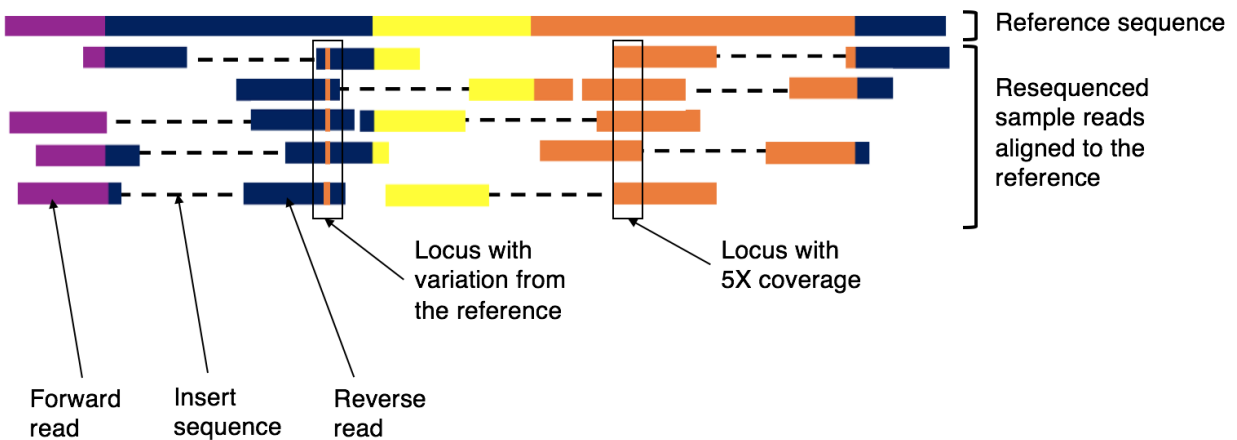 Reference sequence
Resequenced
sample reads
aligned to the
reference
Locus with
variation from
the reference
Locus with
5X coverage
Forward
read
Insert
sequence
Reverse
read